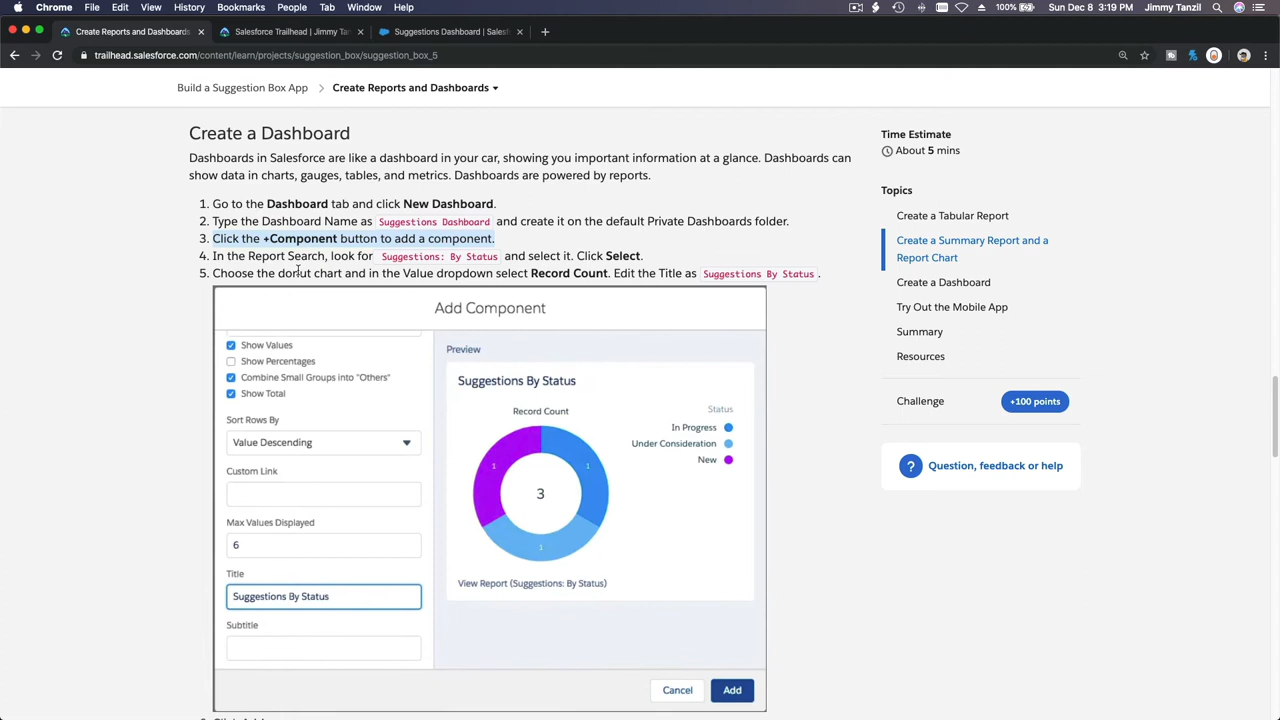 Chrome File Edit View History Bookmarks People Tab Window Help 100% Sun Dec 8 3:19 PM Jimmy Tanzil
Create Reports and Dashboards Salesforce Trailhead | Jimmy Tan Suggestions Dashboard | Sales
trailhead.salesforce.com/content/learn/projects/suggestion_box/suggestion_box_5
Build a Suggestion Box App Create Reports and Dashboards
Create a Dashboard
Dashboards in Salesforce are like a dashboard in your car, showing you important information at a glance. Dashboards can
show data in charts, gauges, tables, and metrics. Dashboards are powered by reports.
1. Go to the Dashboard tab and click New Dashboard.
2. Type the Dashboard Name as Suggestions Dashboard and create it on the default Private Dashboards folder.
3. Click the +Component button to add a component.
4. In the Report Search, look for Suggestions: By Status and select it. Click Select.
5. Choose the donut chart and in the Value dropdown select Record Count. Edit the Title as Suggestions By Status.
Add Component
Show Values
Show Percentages
Combine Small Groups into "Others"
Show Total
Sort Rows By
Value Descending
Custom Link
Max Values Displayed
6
Title
Suggestions By Status
Subtitle
Preview
Suggestions By Status
Record Count
Status
In Progress
Under Consideration
New
1
1
3
1
View Report (Suggestions: By Status)
Cancel Add
Time Estimate
About 5 mins
Topics
Create a Tabular Report
Create a Summary Report and a
Report Chart
Create a Dashboard
Try Out the Mobile App
Summary
Resources
Challenge +100 points
? Question, feedback or help